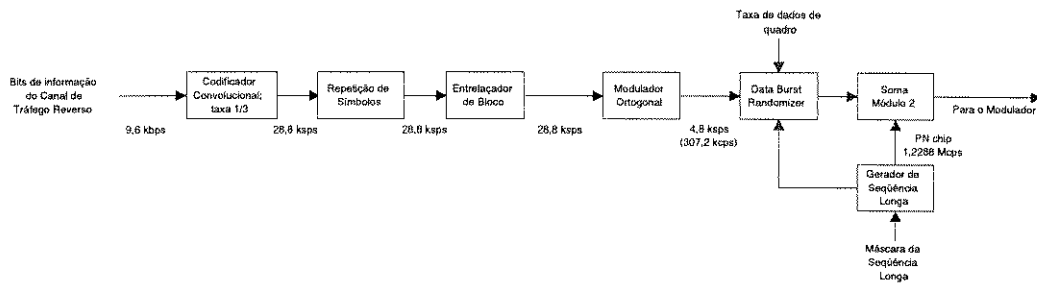 Taxa de dados de
quadro
Bits de informação
do Canal de
Tráfego Reverso
Codificador
Convolucional;
taxa 1/3
Repetição de
Símbolos
Entrelaçador
de Bloco
Modulador
Ortogonal
Data Burst
Randomizer
Soma
Módulo 2
Para o Modulador
9,6 kbps
28,8 ksps
28,8 ksps
28,8 ksps
4,8 ksps
(307,2 kcps)
PN chip
1,2288 Mcps
Gerador de
Seqüência
Longa
Máscara da
Seqüência
Longa